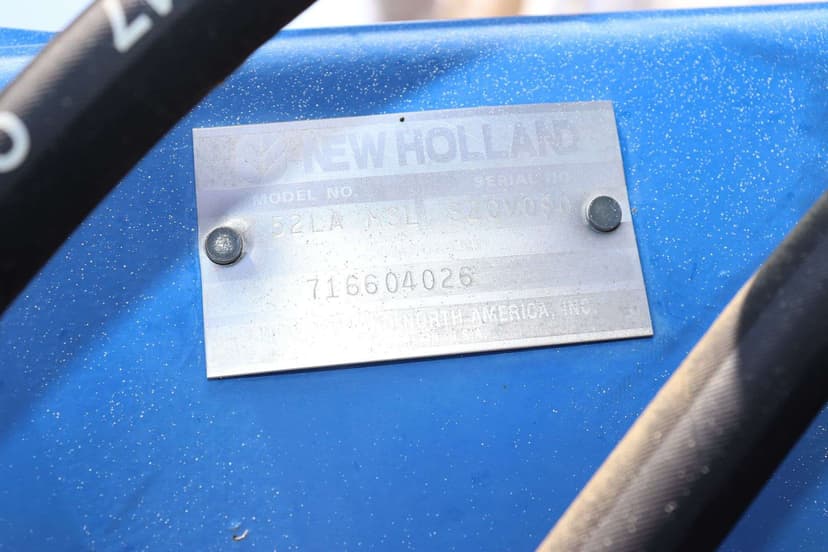 NEW HOLLAND
MODEL NO. SERIAL NO.
52LA
716604026
NORTH AMERICA, INC.